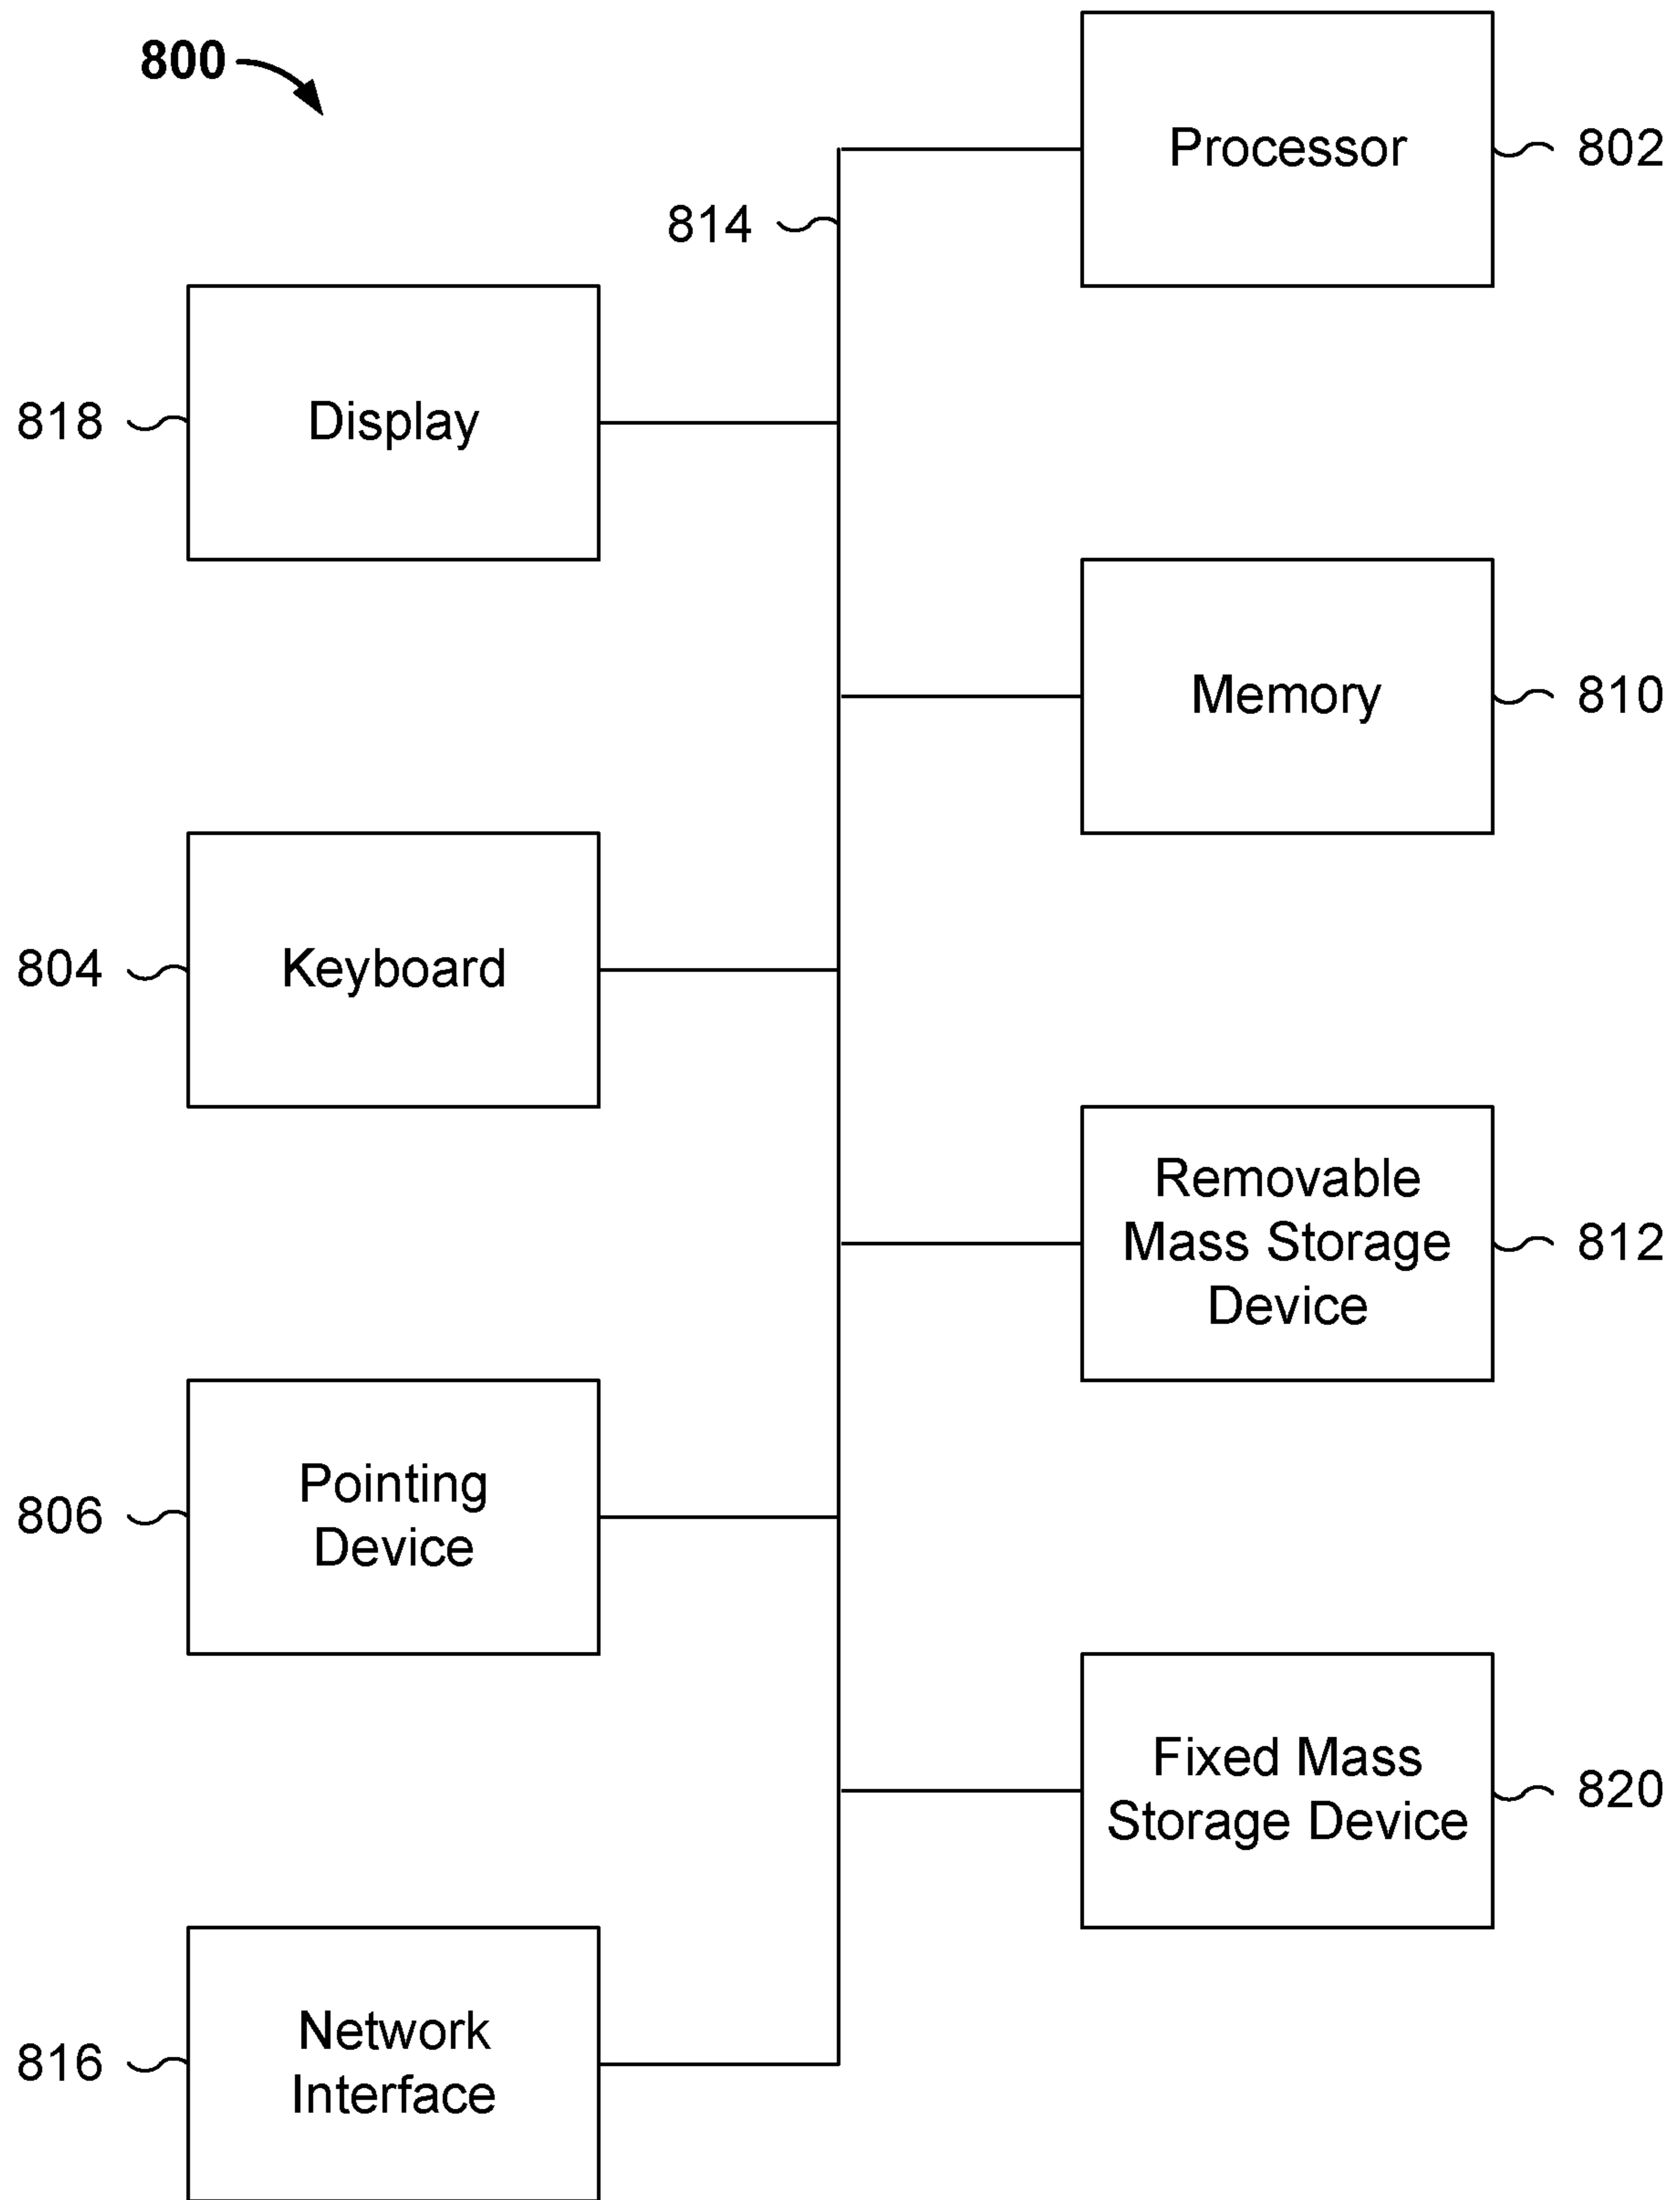 800
Processor
802
814
818
Display
Memory
810
804
Keyboard
Removable
Mass Storage
Device
812
806
Pointing
Device
Fixed Mass
Storage Device
820
816
Network
Interface